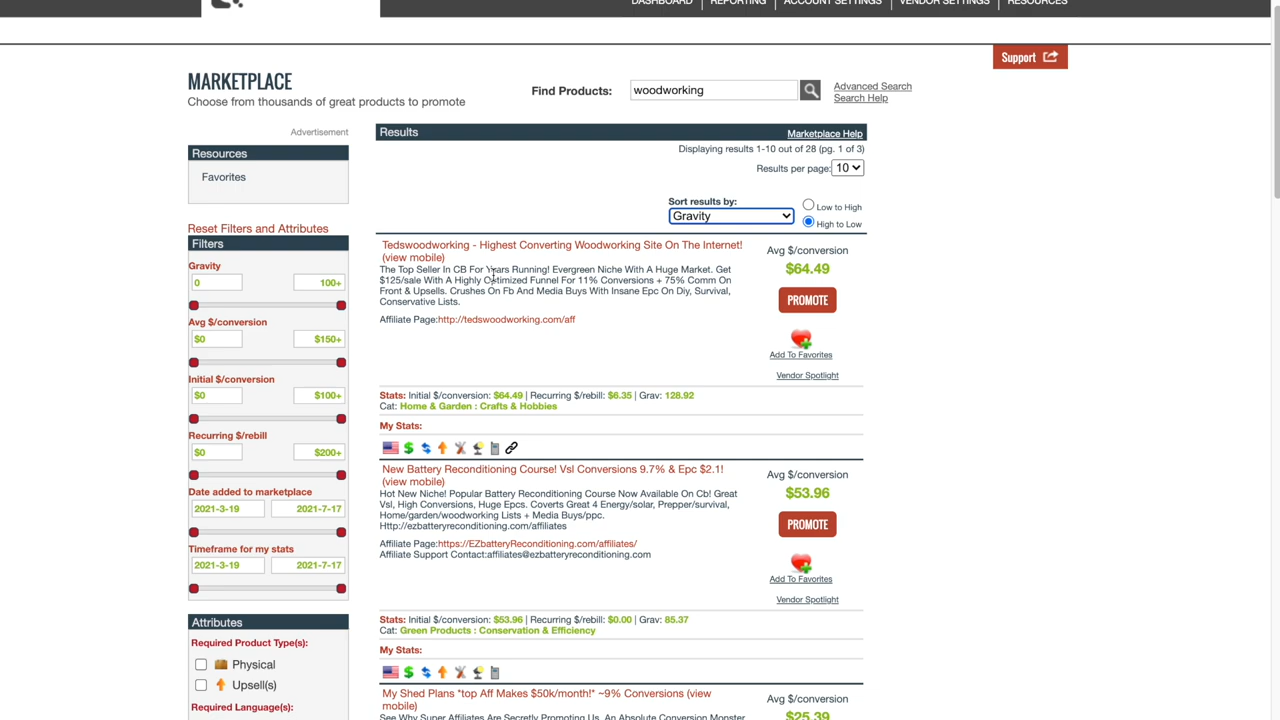 DASHBOARD REPORTING ACCOUNT SETTINGS VENDOR SETTINGS RESOURCES
Support
MARKETPLACE
Choose from thousands of great products to promote
Find Products: woodworking
Advanced Search
Search Help
Advertisement
Resources
Favorites
Reset Filters and Attributes
Filters
Gravity
0 100+
Avg $/conversion
$0 $150+
Initial $/conversion
$0 $100+
Recurring $/rebill
$0 $200+
Date added to marketplace
2021-3-19 2021-7-17
Timeframe for my stats
2021-3-19 2021-7-17
Attributes
Required Product Type(s):
Physical
Upsell(s)
Required Language(s):
Results Marketplace Help
Displaying results 1-10 out of 28 (pg. 1 of 3)
Results per page: 10
Sort results by:
Gravity
Low to High
High to Low
Tedswoodworking - Highest Converting Woodworking Site On The Internet!
(view mobile)
The Top Seller In CB For Years Running! Evergreen Niche With A Huge Market. Get
$125/sale With A Highly Optimized Funnel For 11% Conversions + 75% Comm On
Front & Upsells. Crushes On Fb And Media Buys With Insane Epc On Diy, Survival,
Conservative Lists.
Affiliate Page:http://tedswoodworking.com/aff
Avg $/conversion
$64.49
PROMOTE
Add To Favorites
Vendor Spotlight
Stats: Initial $/conversion: $64.49 | Recurring $/rebill: $6.35 | Grav: 128.92
Cat: Home & Garden : Crafts & Hobbies
My Stats:
New Battery Reconditioning Course! Vsl Conversions 9.7% & Epc $2.1!
(view mobile)
Hot New Niche! Popular Battery Reconditioning Course Now Available On Cb! Great
Vsl, High Conversions, Huge Epcs. Coverts Great 4 Energy/solar, Prepper/survival,
Home/garden/woodworking Lists + Media Buys/ppc.
Http://ezbatteryreconditioning.com/affiliates
Affiliate Page:https://EZbatteryReconditioning.com/affiliates/
Affiliate Support Contact:affiliates@ezbatteryreconditioning.com
Avg $/conversion
$53.96
PROMOTE
Add To Favorites
Vendor Spotlight
Stats: Initial $/conversion: $53.96 | Recurring $/rebill: $0.00 | Grav: 85.37
Cat: Green Products : Conservation & Efficiency
My Stats:
My Shed Plans *top Aff Makes $50k/month!* ~9% Conversions (view
mobile)
See Why Super Affiliates Are Secretly Promoting Us. An Absolute Conversion Monster
Avg $/conversion
$25.39